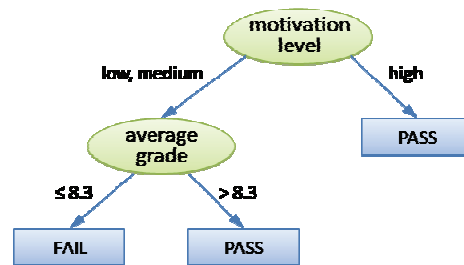 motivation
level
low, medium
high
average
grade
PASS
≤ 8.3
> 8.3
FAIL
PASS